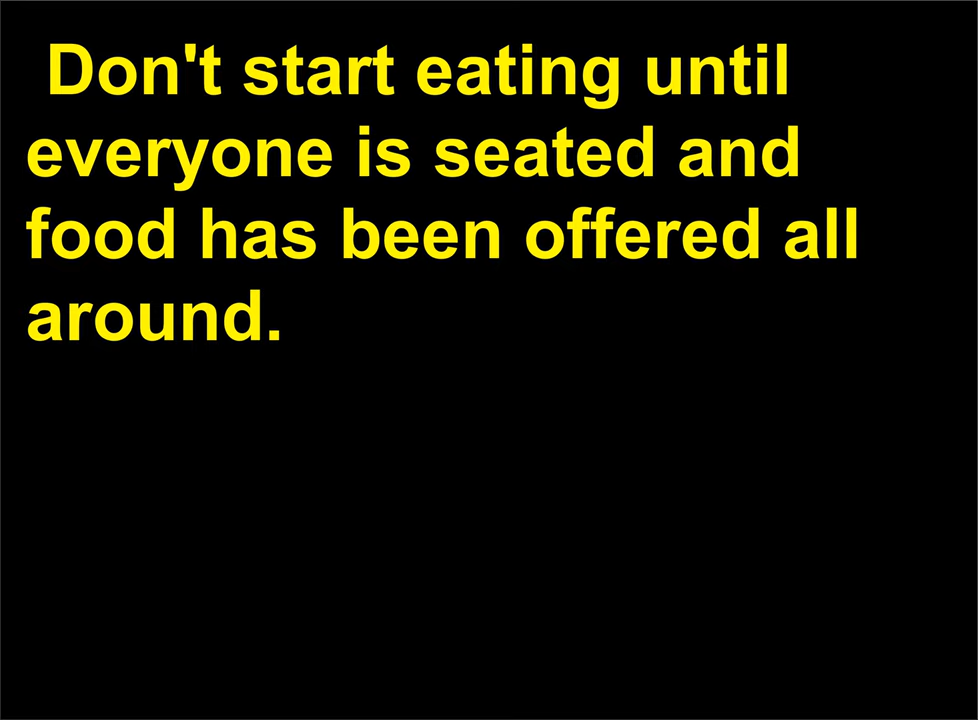 Don't start eating until
everyone is seated and
food has been offered all
around.